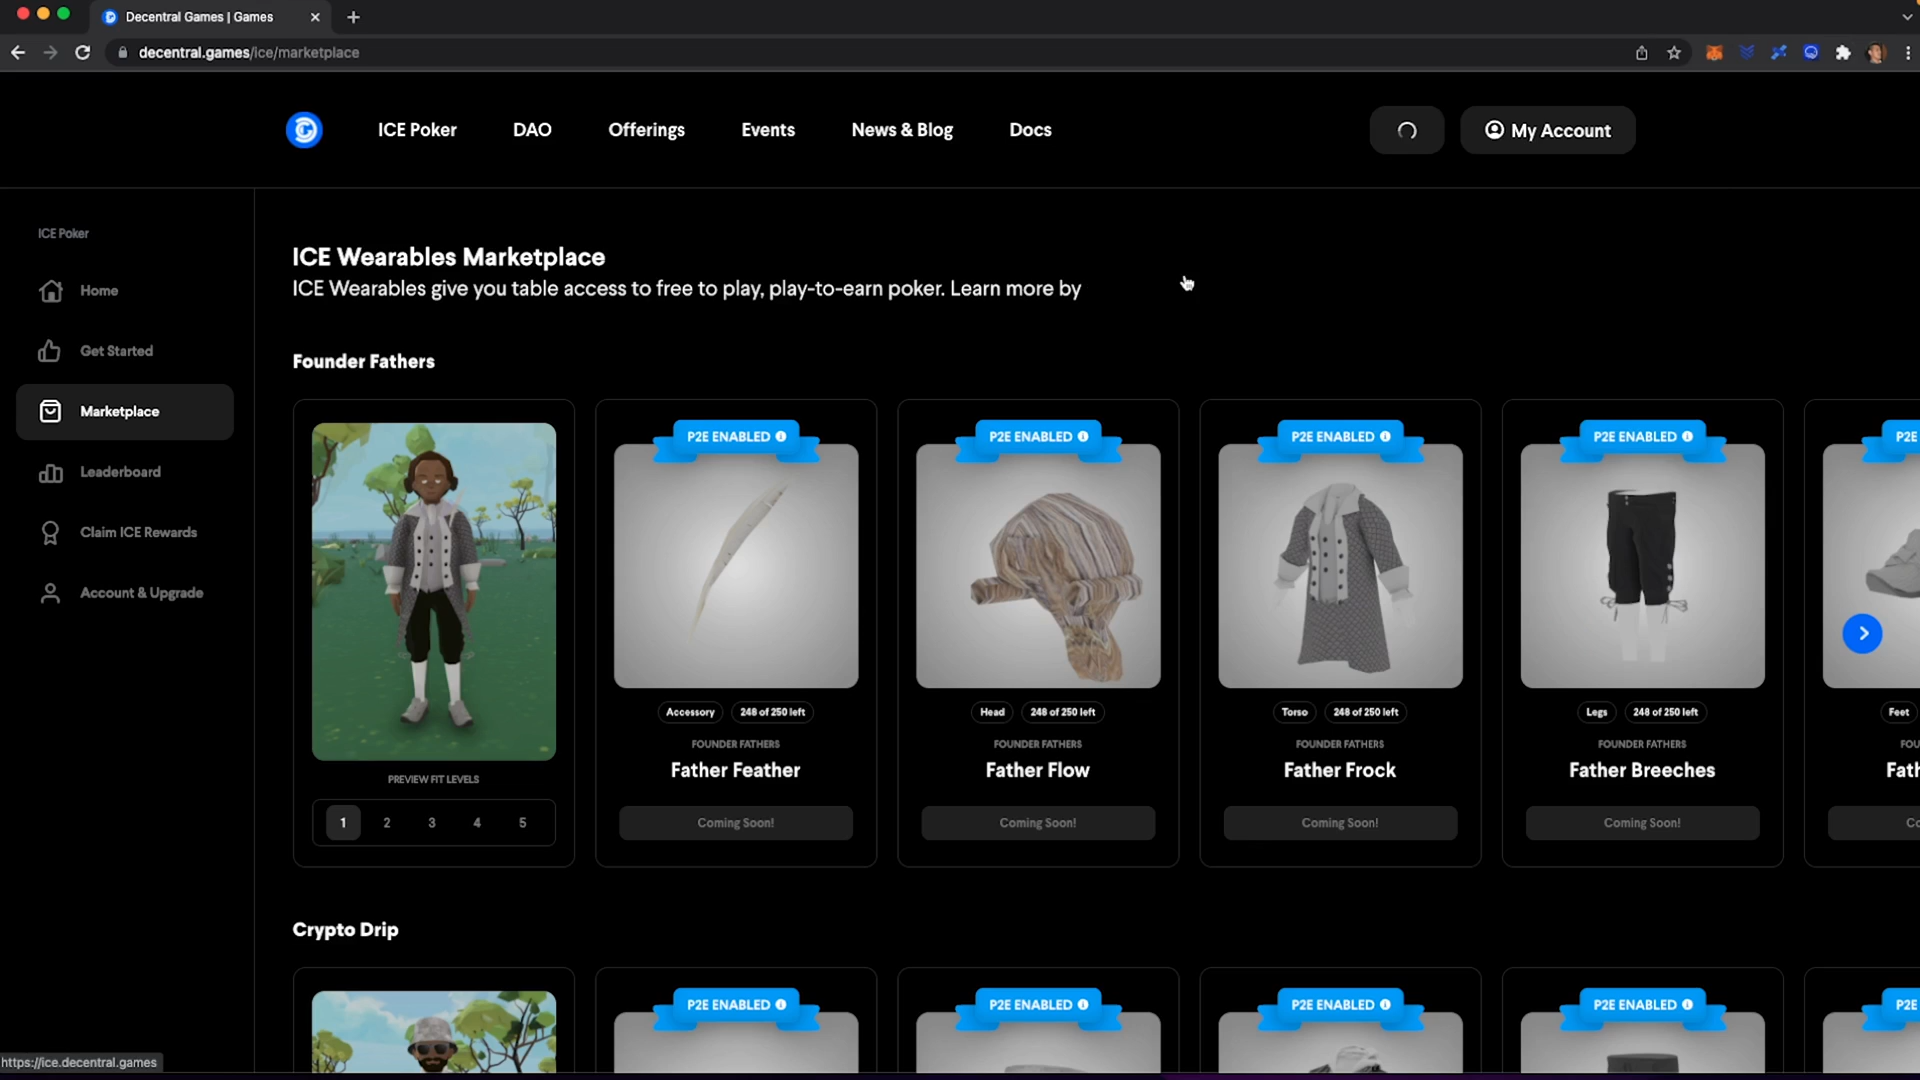 Decentral Games | Games
decentral.games/ice/marketplace
ICE Poker
DAO
Offerings
Events
News & Blog
Docs
My Account
ICE Poker
Home
Get Started
Marketplace
Leaderboard
Claim ICE Rewards
Account & Upgrade
ICE Wearables Marketplace
ICE Wearables give you table access to free to play, play-to-earn poker. Learn more by
Founder Fathers
PREVIEW FIT LEVELS
1 2 3 4 5
P2E ENABLED
Accessory
248 of 250 left
FOUNDER FATHERS
Father Feather
Coming Soon!
P2E ENABLED
Head
248 of 250 left
FOUNDER FATHERS
Father Flow
Coming Soon!
P2E ENABLED
Torso
248 of 250 left
FOUNDER FATHERS
Father Frock
Coming Soon!
P2E ENABLED
Legs
248 of 250 left
FOUNDER FATHERS
Father Breeches
Coming Soon!
P2E
Feet
FOU
Fath
Co
Crypto Drip
P2E ENABLED
P2E ENABLED
P2E ENABLED
P2E ENABLED
P2E
https://ice.decentral.games